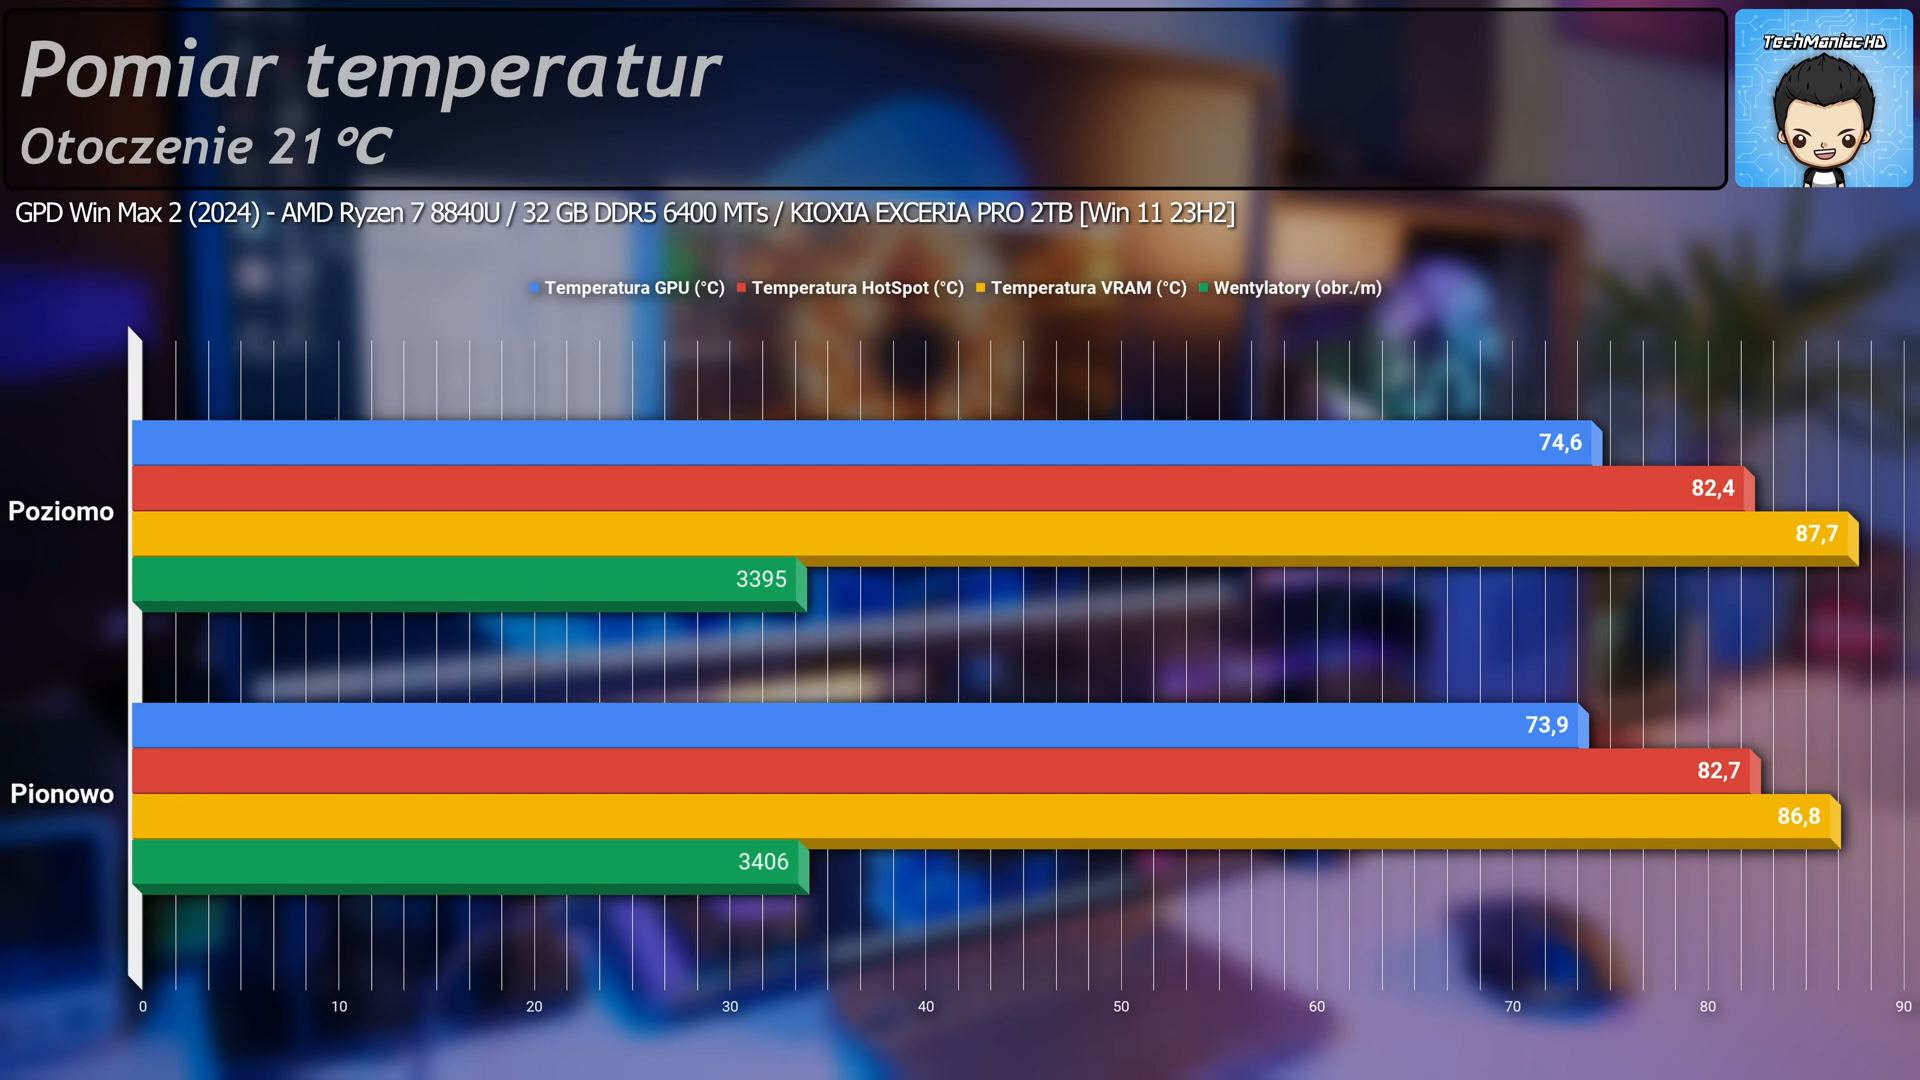 Pomiar temperatur
Otoczenie 21°C
TechManiacHD
GPD Win Max 2 (2024) - AMD Ryzen 7 8840U / 32 GB DDR5 6400 MTs / KIOXIA EXCERIA PRO 2TB [Win 11 23H2]
Temperatura GPU (°C) Temperatura HotSpot (°C) Temperatura VRAM (°C) Wentylatory (obr./m)
Poziomo
74,6
82,4
87,7
3395
Pionowo
73,9
82,7
86,8
3406
0 10 20 30 40 50 60 70 80 90